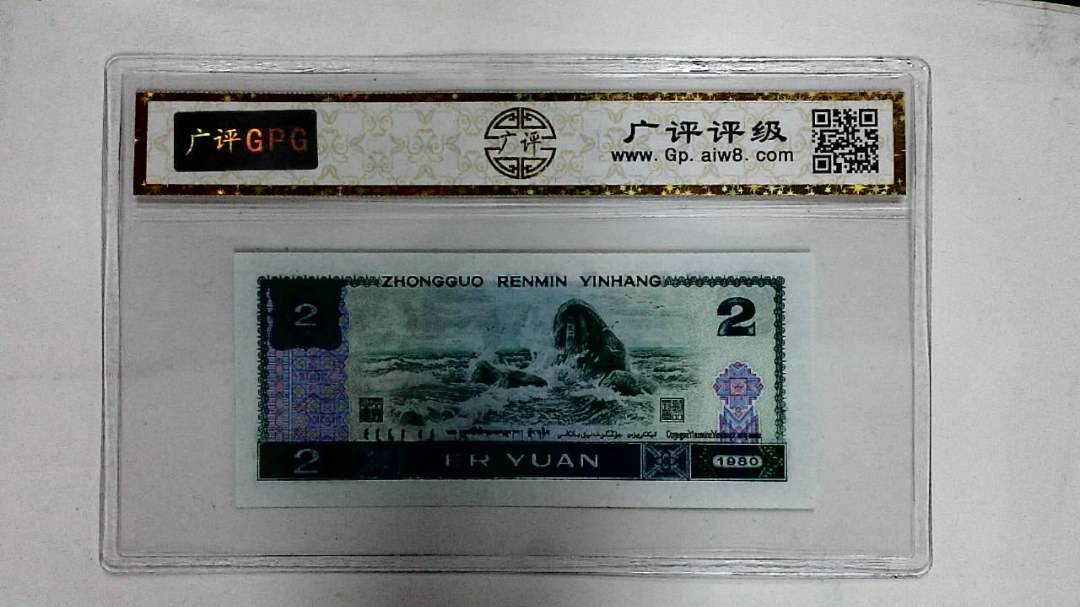 广评GPG
广评
广评评级
www. Gp. aiw8. com
ZHONGGUO RENMIN YINHANG
2
2
2
ER YUAN
1980